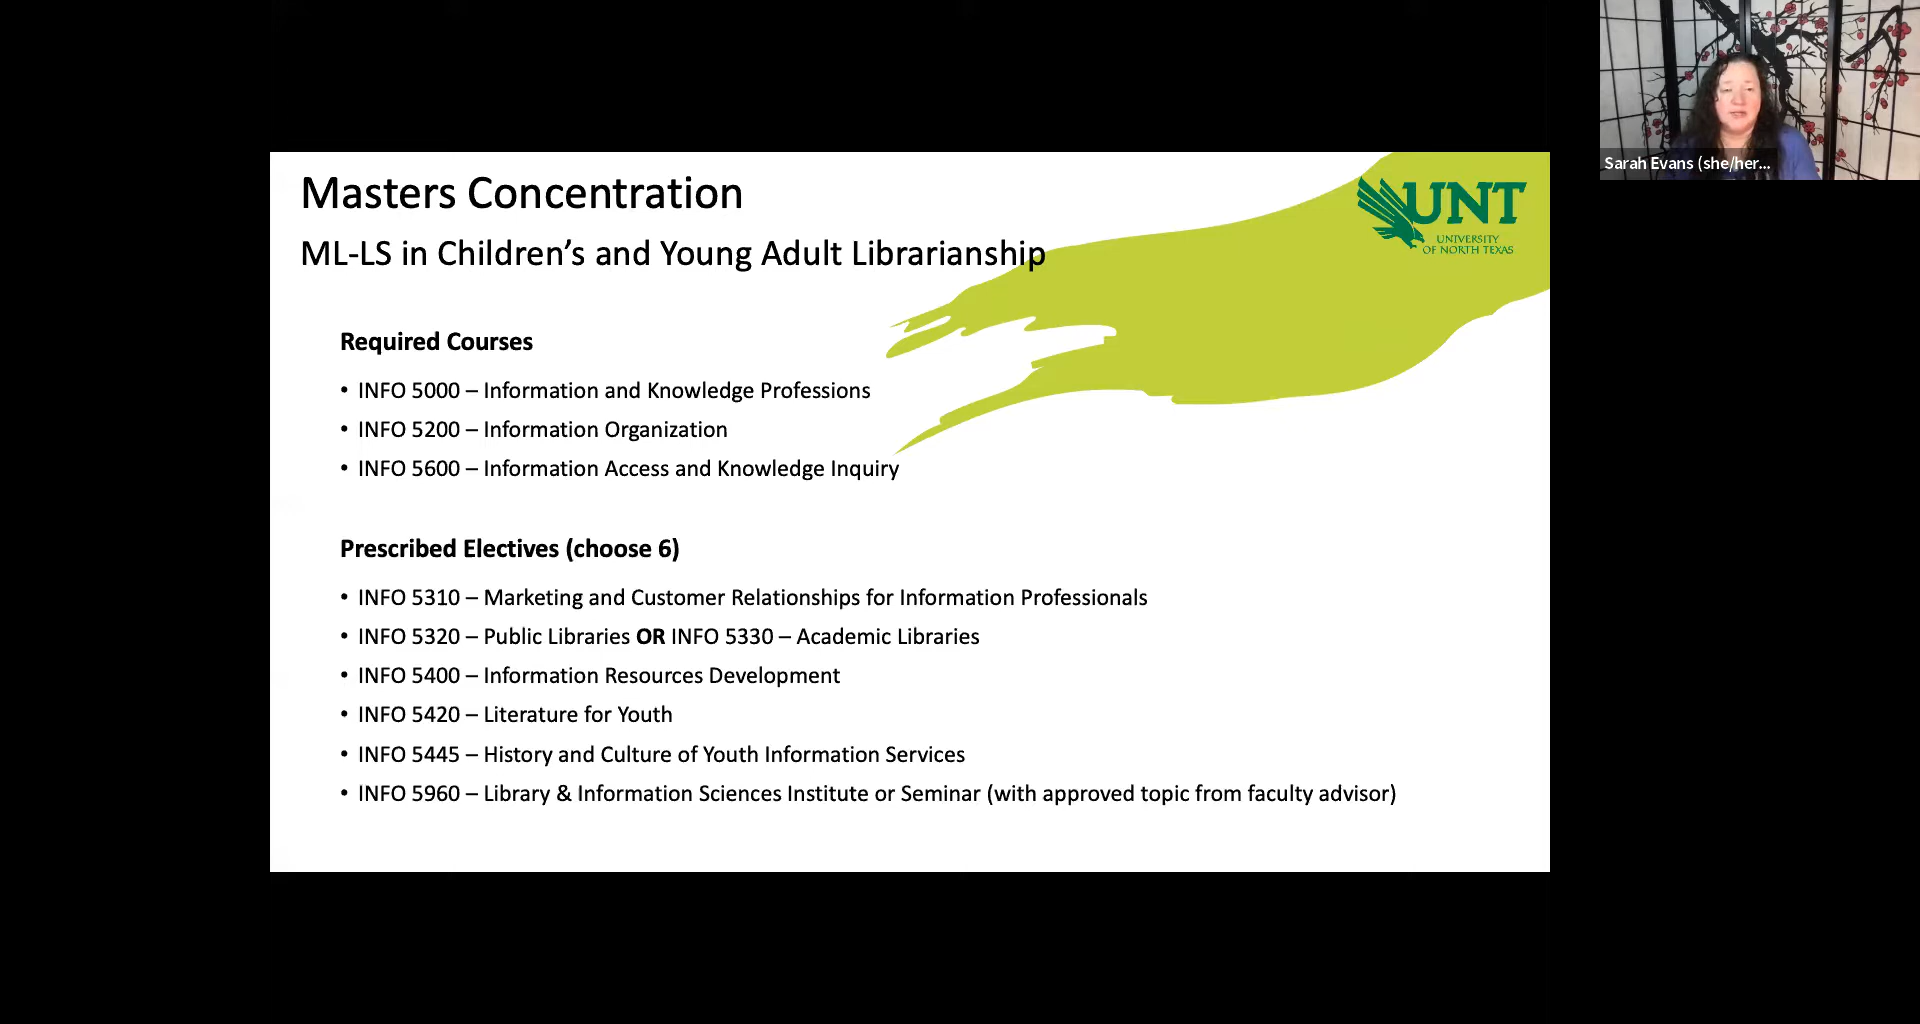 Masters Concentration
ML-LS in Children’s and Young Adult Librarianship
UNT
UNIVERSITY
OF NORTH TEXAS
Sarah Evans (she/her...
Required Courses
• INFO 5000 – Information and Knowledge Professions
• INFO 5200 – Information Organization
• INFO 5600 – Information Access and Knowledge Inquiry
Prescribed Electives (choose 6)
• INFO 5310 – Marketing and Customer Relationships for Information Professionals
• INFO 5320 – Public Libraries OR INFO 5330 – Academic Libraries
• INFO 5400 – Information Resources Development
• INFO 5420 – Literature for Youth
• INFO 5445 – History and Culture of Youth Information Services
• INFO 5960 – Library & Information Sciences Institute or Seminar (with approved topic from faculty advisor)